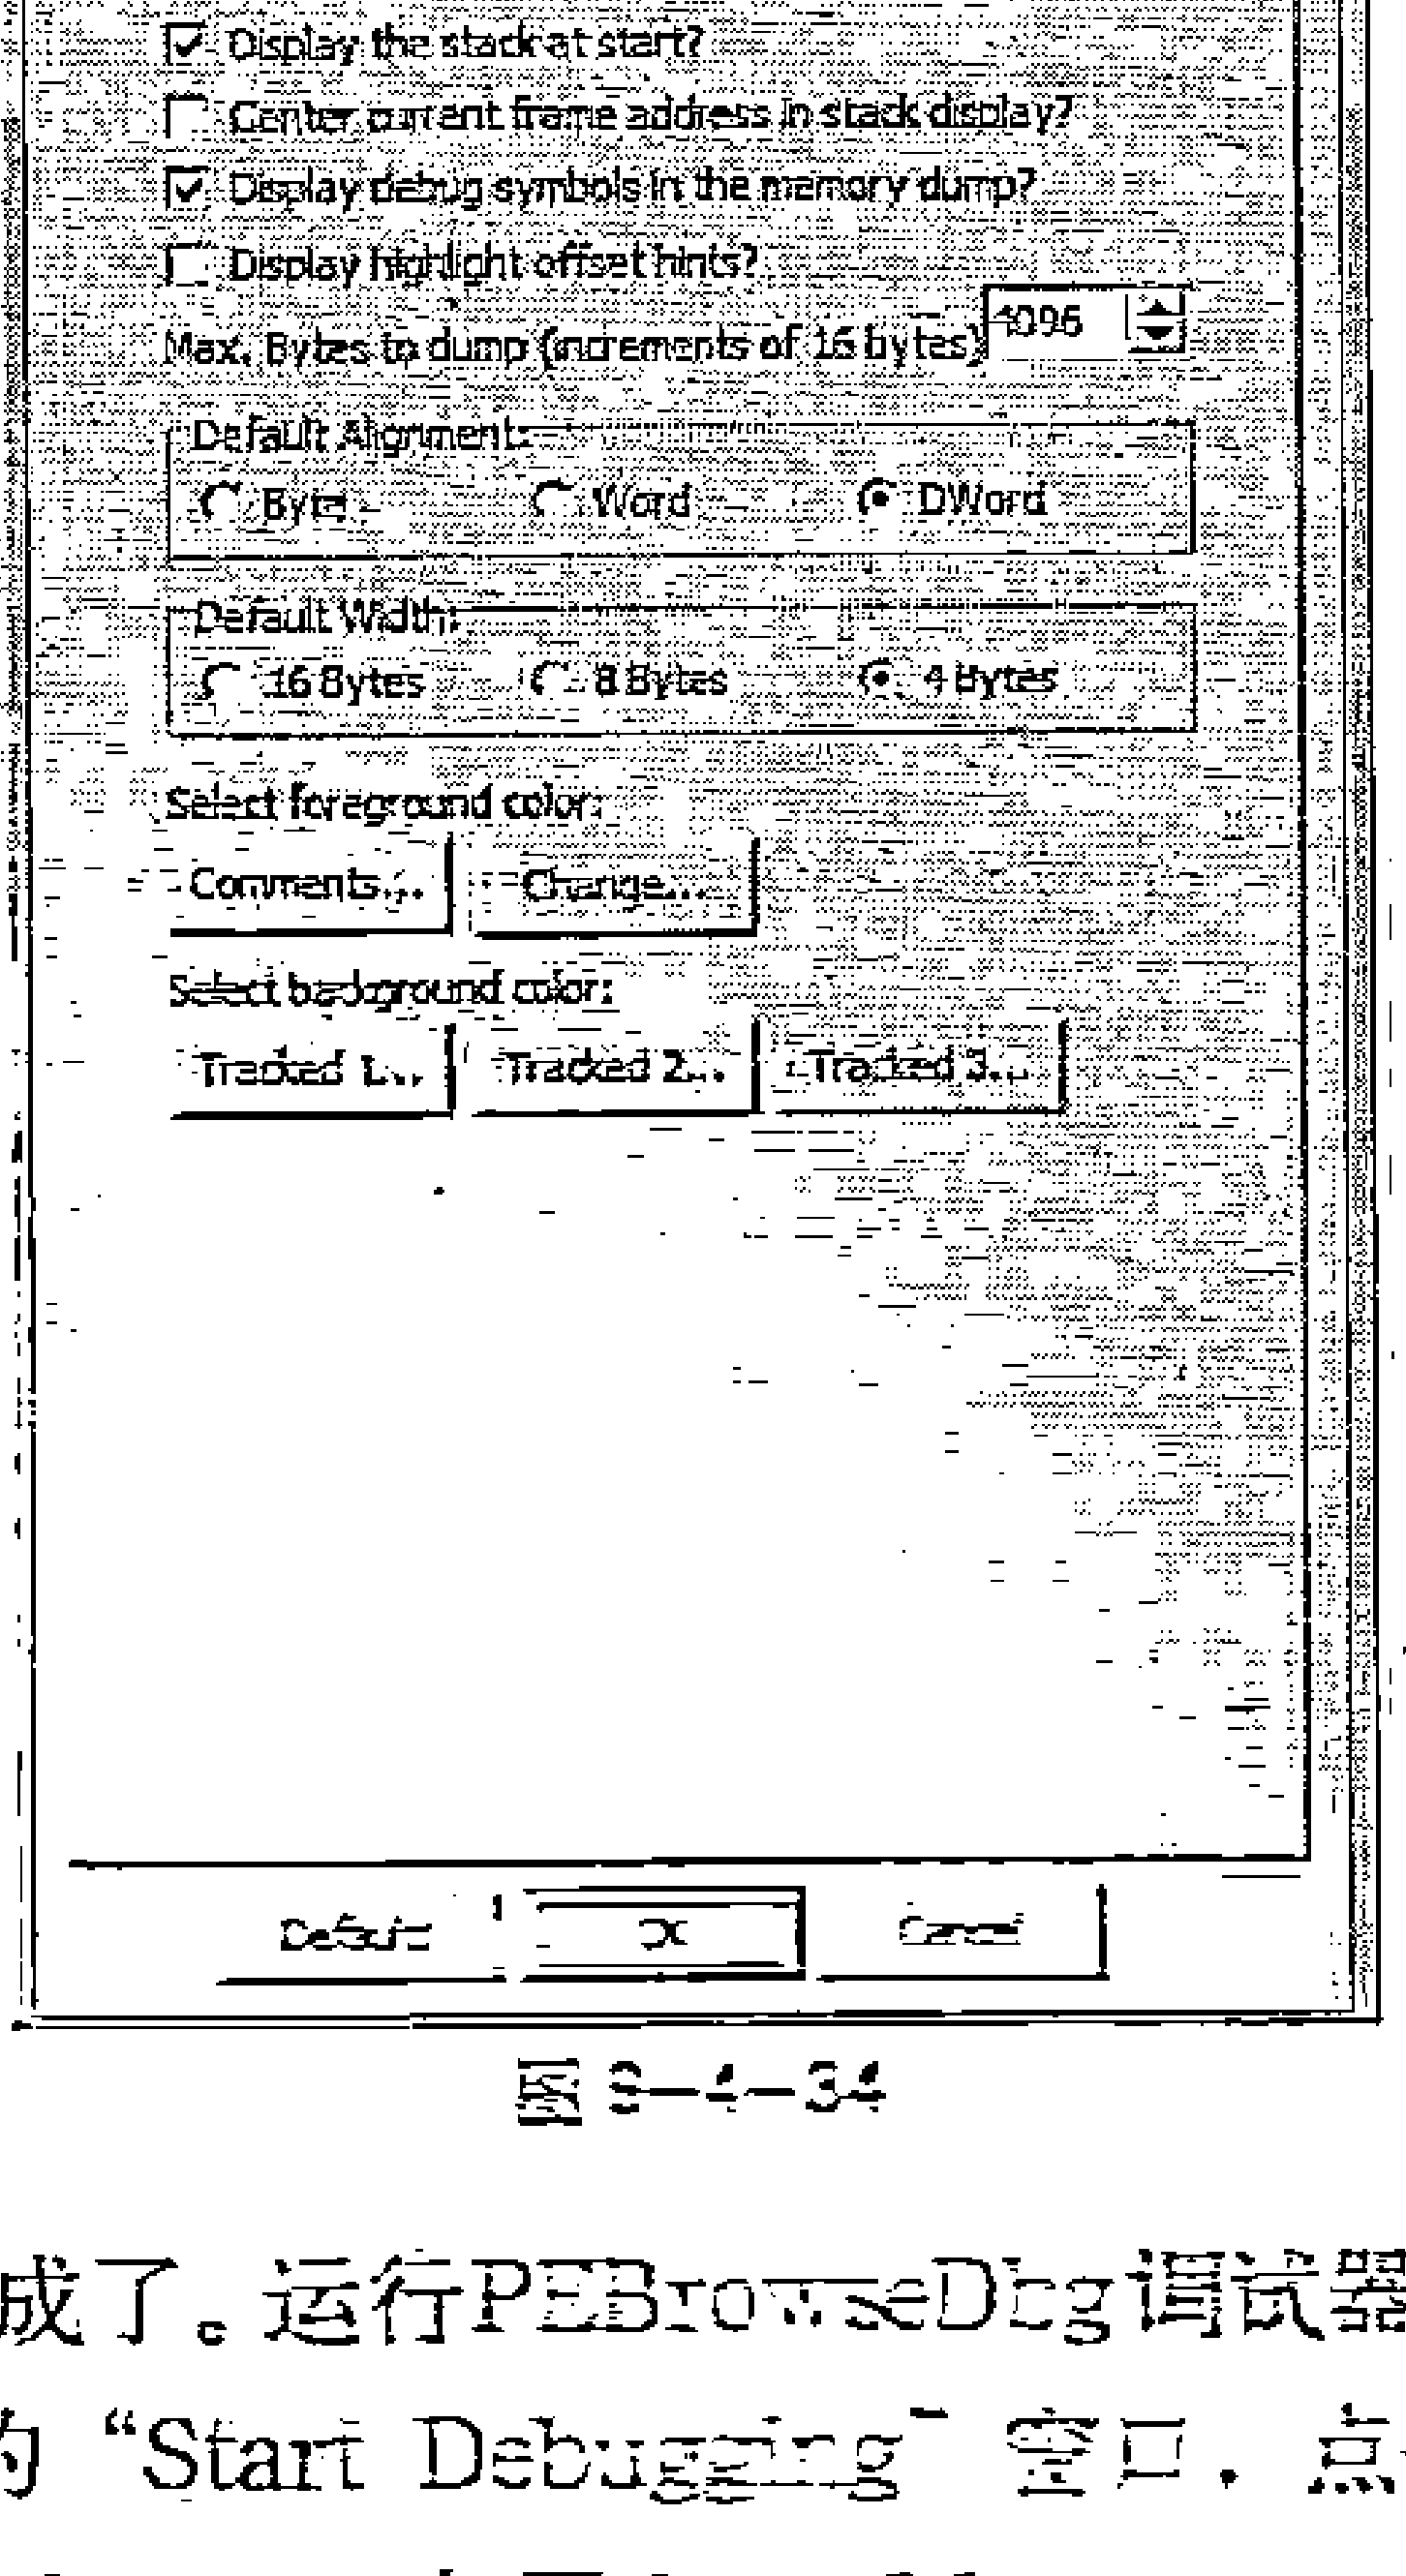 Display the stack at start?
Center current frame address in stack display?
Display debug symbols in the memory dump?
Display highlight offset hints?
Max. Bytes to dump (increments of 16 bytes) 4096
Default Alignment:
Byte Word DWord
Default Width:
16 Bytes 8 Bytes 4 Bytes
Select foreground color:
Comments... Change...
Select background color:
Tracked 1... Tracked 2... Tracked 3...
Default OK Cancel
图 8-4-34
成了。运行PEBrowseDbg调试器
的 “Start Debugging” 窗口，点